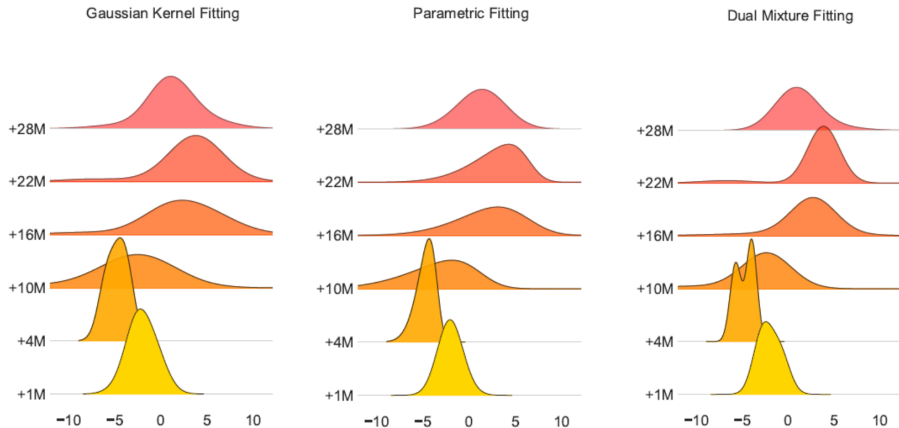 Gaussian Kernel Fitting
+28M
+22M
+16M
+10M
+4M
+1M
−10 −5 0 5 10
Parametric Fitting
+28M
+22M
+16M
+10M
+4M
+1M
−10 −5 0 5 10
Dual Mixture Fitting
+28M
+22M
+16M
+10M
+4M
+1M
−10 −5 0 5 10